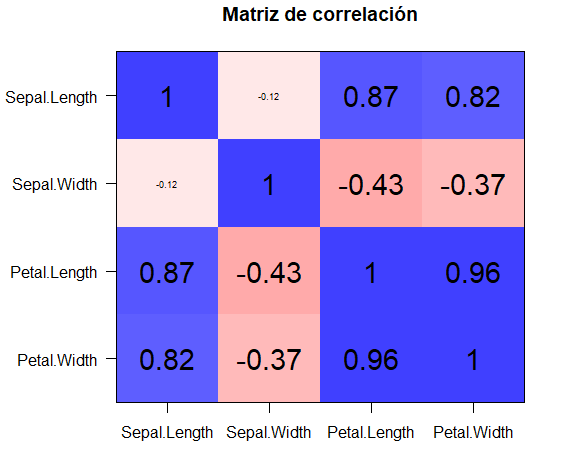 Matriz de correlación
Sepal.Length 1 -0.12 0.87 0.82
Sepal.Width -0.12 1 -0.43 -0.37
Petal.Length 0.87 -0.43 1 0.96
Petal.Width 0.82 -0.37 0.96 1
Sepal.Length Sepal.Width Petal.Length Petal.Width